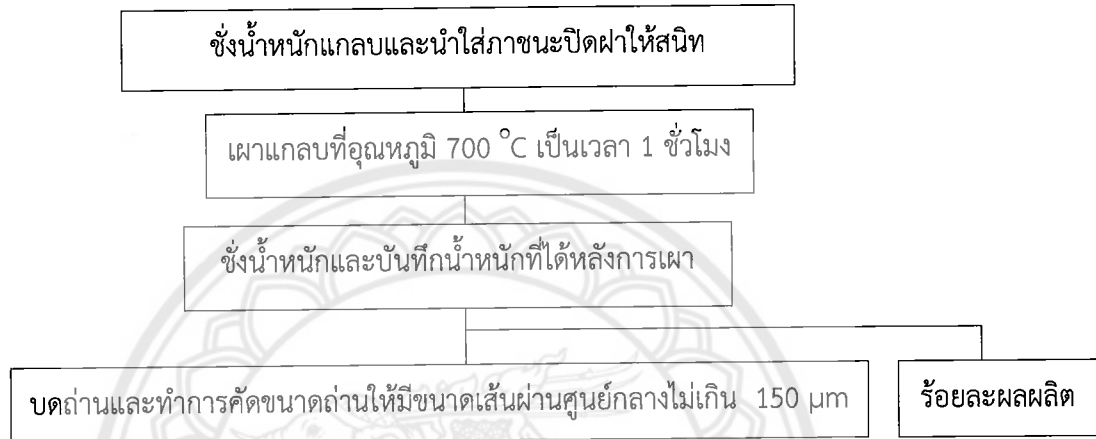 ชั่งน้ำหนักแกลบและนำใส่ภาชนะปิดฝาให้สนิท
เผาแกลบที่อุณหภูมิ 700 °C เป็นเวลา 1 ชั่วโมง
ชั่งน้ำหนักและบันทึกน้ำหนักที่ได้หลังการเผา
บดถ่านและทำการคัดขนาดถ่านให้มีขนาดเส้นผ่านศูนย์กลางไม่เกิน 150 µm
ร้อยละผลผลิต